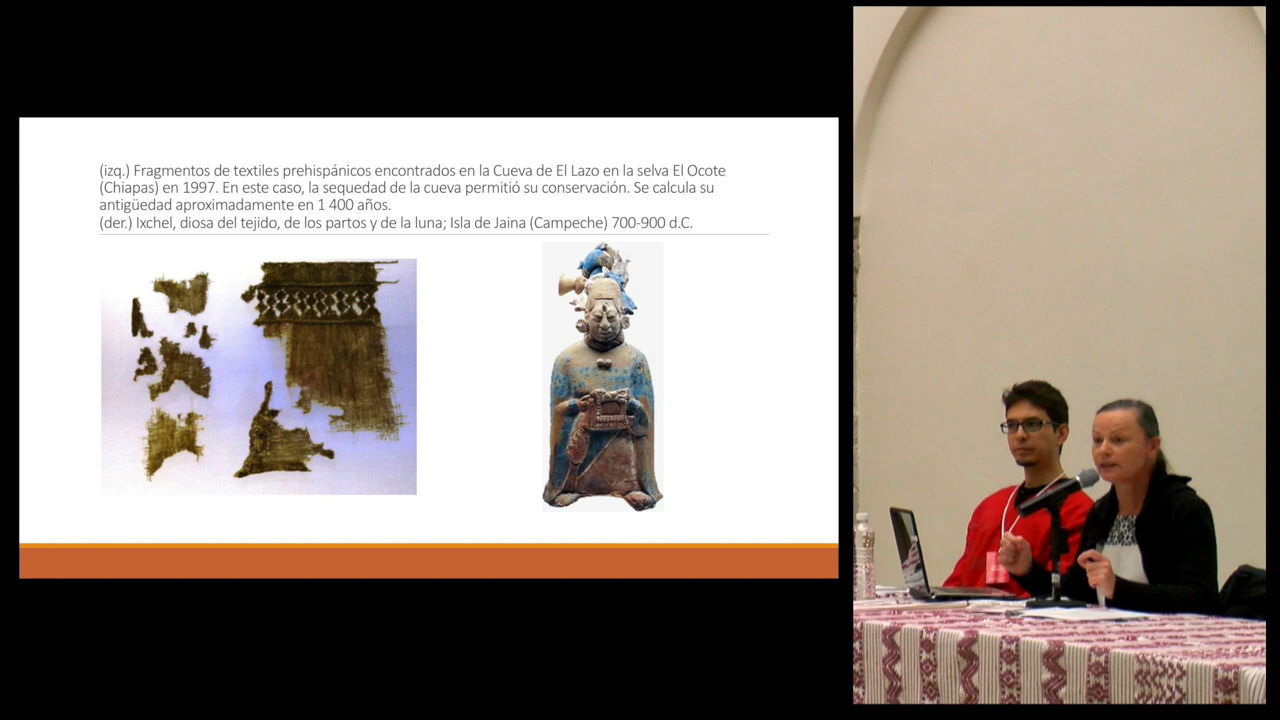 (izq.) Fragmentos de textiles prehispánicos encontrados en la Cueva de El Lazo en la selva El Ocote
(Chiapas) en 1997. En este caso, la sequedad de la cueva permitió su conservación. Se calcula su
antigüedad aproximadamente en 1 400 años.
(der.) Ixchel, diosa del tejido, de los partos y de la luna; Isla de Jaina (Campeche) 700-900 d.C.